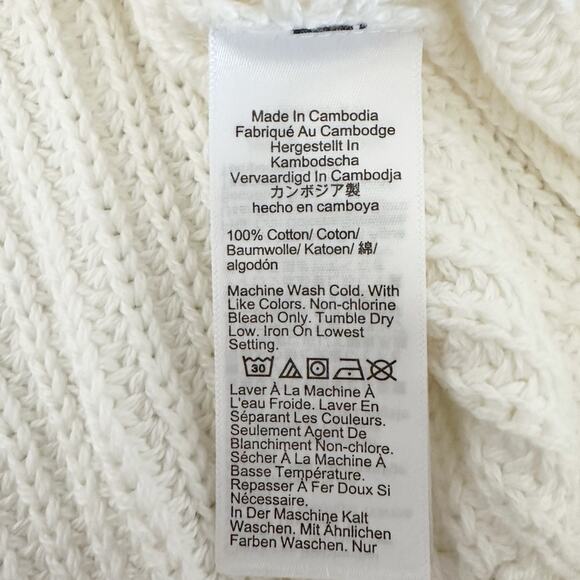 Made In Cambodia
Fabriqué Au Cambodge
Hergestellt In
Kambodscha
Vervaardigd In Cambodja
カンボジア製
hecho en camboya
100% Cotton/ Coton/
Baumwolle/ Katoen/ 綿/
algodón
Machine Wash Cold. With
Like Colors. Non-chlorine
Bleach Only. Tumble Dry
Low. Iron On Lowest
Setting.
30
Laver À La Machine À
L'eau Froide. Laver En
Séparant Les Couleurs.
Seulement Agent De
Blanchiment Non-chlore.
Sécher À La Machine À
Basse Température.
Repasser À Fer Doux Si
Nécessaire.
In Der Maschine Kalt
Waschen. Mit Ähnlichen
Farben Waschen. Nur